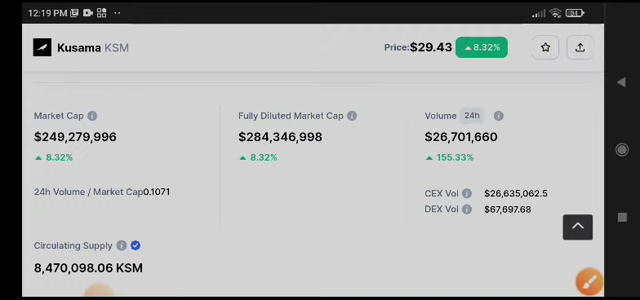 12:19 PM
Kusama KSM
Price:$29.43 8.32%
Market Cap
$249,279,996
8.32%
24h Volume / Market Cap0.1071
Fully Diluted Market Cap
$284,346,998
8.32%
Volume 24h
$26,701,660
155.33%
CEX Vol $26,635,062.5
DEX Vol $67,697.68
Circulating Supply
8,470,098.06 KSM